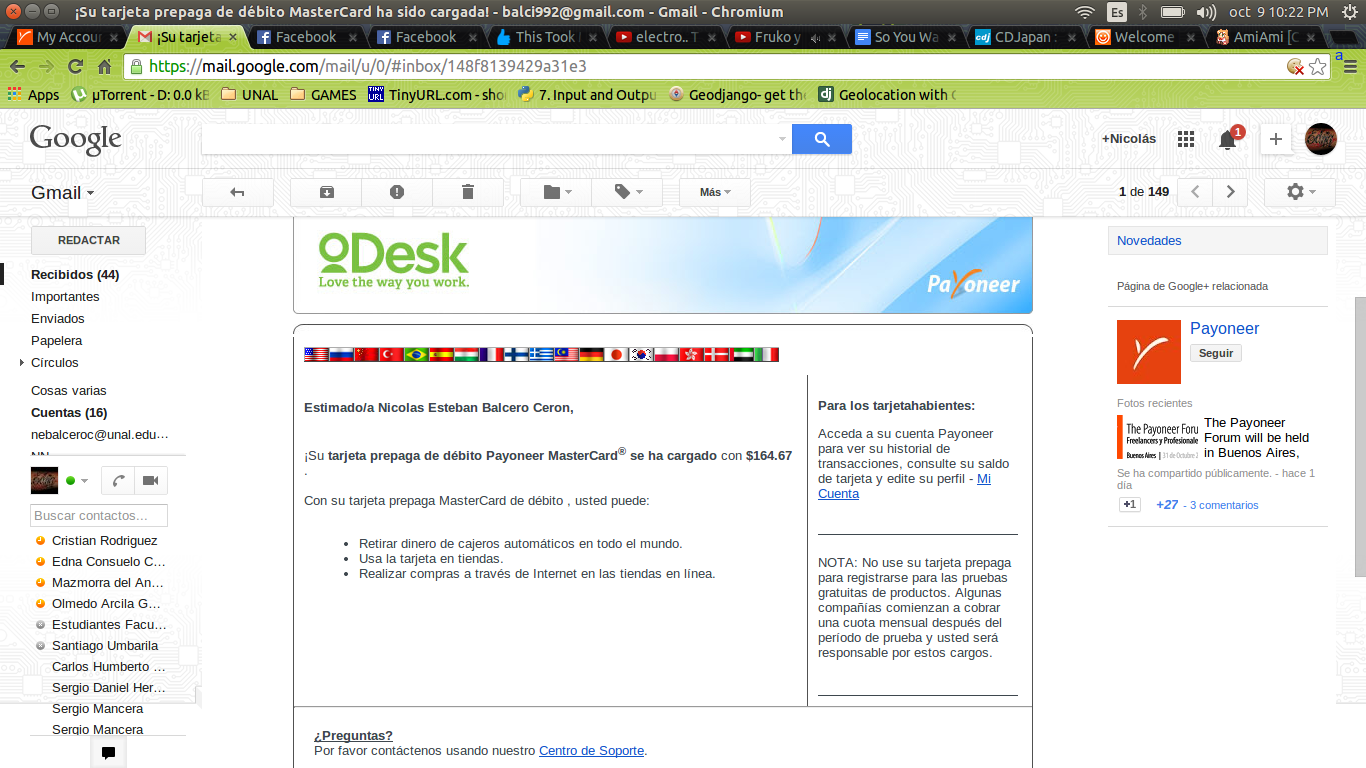 ¡Su tarjeta prepaga de débito MasterCard ha sido cargada! - balci992@gmail.com - Gmail - Chromium
Es
oct 9 10:22 PM
My Accour
¡Su tarjeta
Facebook
Facebook
This Took
electro.. T
Fruko y
So You Wa
CDJapan :
Welcome
AmiAmi [C
https://mail.google.com/mail/u/0/#inbox/148f8139429a31e3
a
Apps
µTorrent - D: 0.0 kB
UNAL
GAMES
TinyURL.com - shor
7. Input and Outpu
Geodjango- get the
Geolocation with
Google
+Nicolás
1
Gmail
Más
1 de 149
REDACTAR
Recibidos (44)
Importantes
Enviados
Papelera
Círculos
Cosas varias
Cuentas (16)
nebalceroc@unal.edu…
Buscar contactos...
Cristian Rodriguez
Edna Consuelo C…
Mazmorra del An…
Olmedo Arcila G…
Estudiantes Facu…
Santiago Umbarila
Carlos Humberto …
Sergio Daniel Her…
Sergio Mancera
Sergio Mancera
oDesk
Love the way you work.
Payoneer
Estimado/a Nicolas Esteban Balcero Ceron,
¡Su tarjeta prepaga de débito Payoneer MasterCard® se ha cargado con $164.67
.
Con su tarjeta prepaga MasterCard de débito , usted puede:
• Retirar dinero de cajeros automáticos en todo el mundo.
• Usa la tarjeta en tiendas.
• Realizar compras a través de Internet en las tiendas en línea.
Para los tarjetahabientes:
Acceda a su cuenta Payoneer
para ver su historial de
transacciones, consulte su saldo
de tarjeta y edite su perfil - Mi
Cuenta
NOTA: No use su tarjeta prepaga
para registrarse para las pruebas
gratuitas de productos. Algunas
compañías comienzan a cobrar
una cuota mensual después del
período de prueba y usted será
responsable por estos cargos.
¿Preguntas?
Por favor contáctenos usando nuestro Centro de Soporte.
Novedades
Página de Google+ relacionada
Payoneer
Seguir
Fotos recientes
The Payoneer Foru
Freelancers y Profesionale
Buenos Aires | 31 de Octubre 2
The Payoneer
Forum will be held
in Buenos Aires,
Se ha compartido públicamente. - hace 1
día
+1
+27 - 3 comentarios